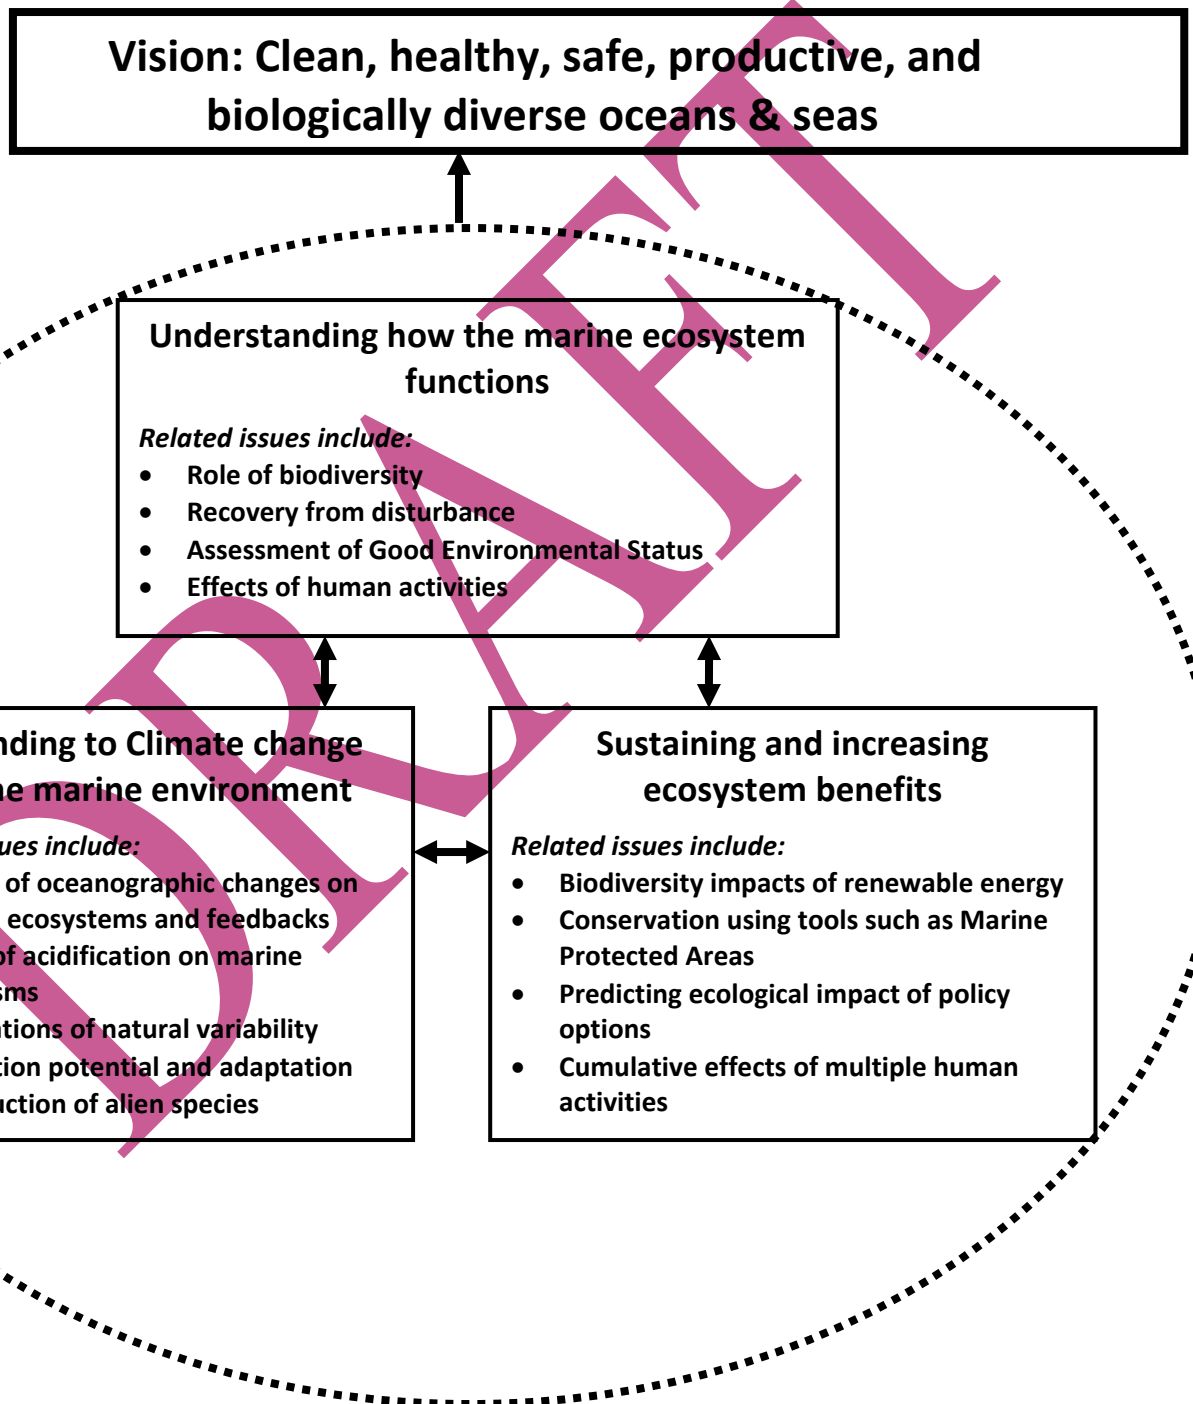 Vision: Clean, healthy, safe, productive, and
biologically diverse oceans & seas
Understanding how the marine ecosystem
functions
Related issues include:
• Role of biodiversity
• Recovery from disturbance
• Assessment of Good Environmental Status
• Effects of human activities
nding to Climate change
ne marine environment
ues include:
of oceanographic changes on
ecosystems and feedbacks
of acidification on marine
sms
ations of natural variability
tion potential and adaptation
uction of alien species
Sustaining and increasing
ecosystem benefits
Related issues include:
• Biodiversity impacts of renewable energy
• Conservation using tools such as Marine
Protected Areas
• Predicting ecological impact of policy
options
• Cumulative effects of multiple human
activities
DRAFT